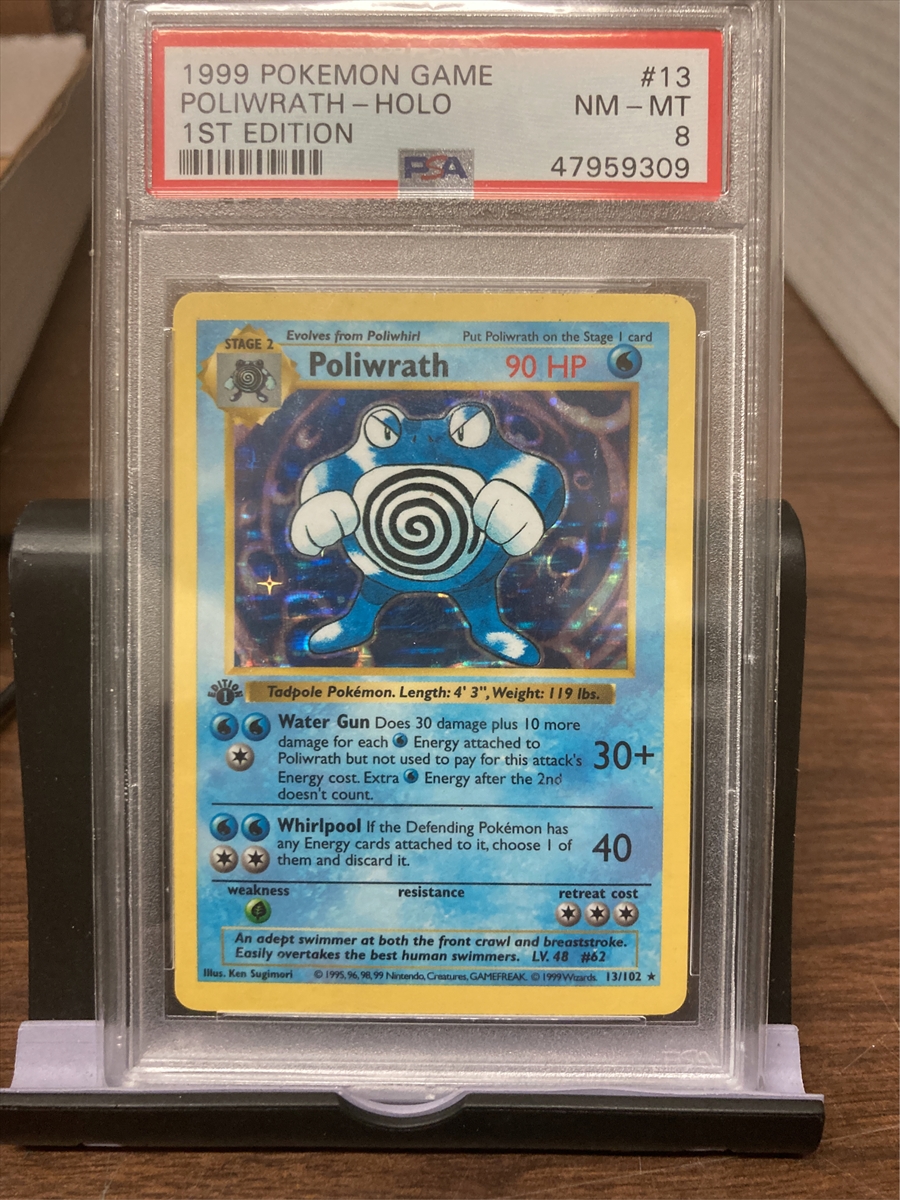 1999 POKEMON GAME #13
POLIWRATH – HOLO NM – MT
1ST EDITION 8
PSA 47959309
STAGE 2 Evolves from Poliwhirl Put Poliwrath on the Stage 1 card
Poliwrath 90 HP
EDITION 1
Tadpole Pokémon. Length: 4' 3", Weight: 119 lbs.
Water Gun Does 30 damage plus 10 more
damage for each Energy attached to
Poliwrath but not used to pay for this attack's 30+
Energy cost. Extra Energy after the 2nd
doesn't count.
Whirlpool If the Defending Pokémon has
any Energy cards attached to it, choose 1 of 40
them and discard it.
weakness resistance retreat cost
An adept swimmer at both the front crawl and breaststroke.
Easily overtakes the best human swimmers. LV. 48 #62
Illus. Ken Sugimori © 1995, 96, 98, 99 Nintendo, Creatures, GAMEFREAK. © 1999 Wizards. 13/102 ★